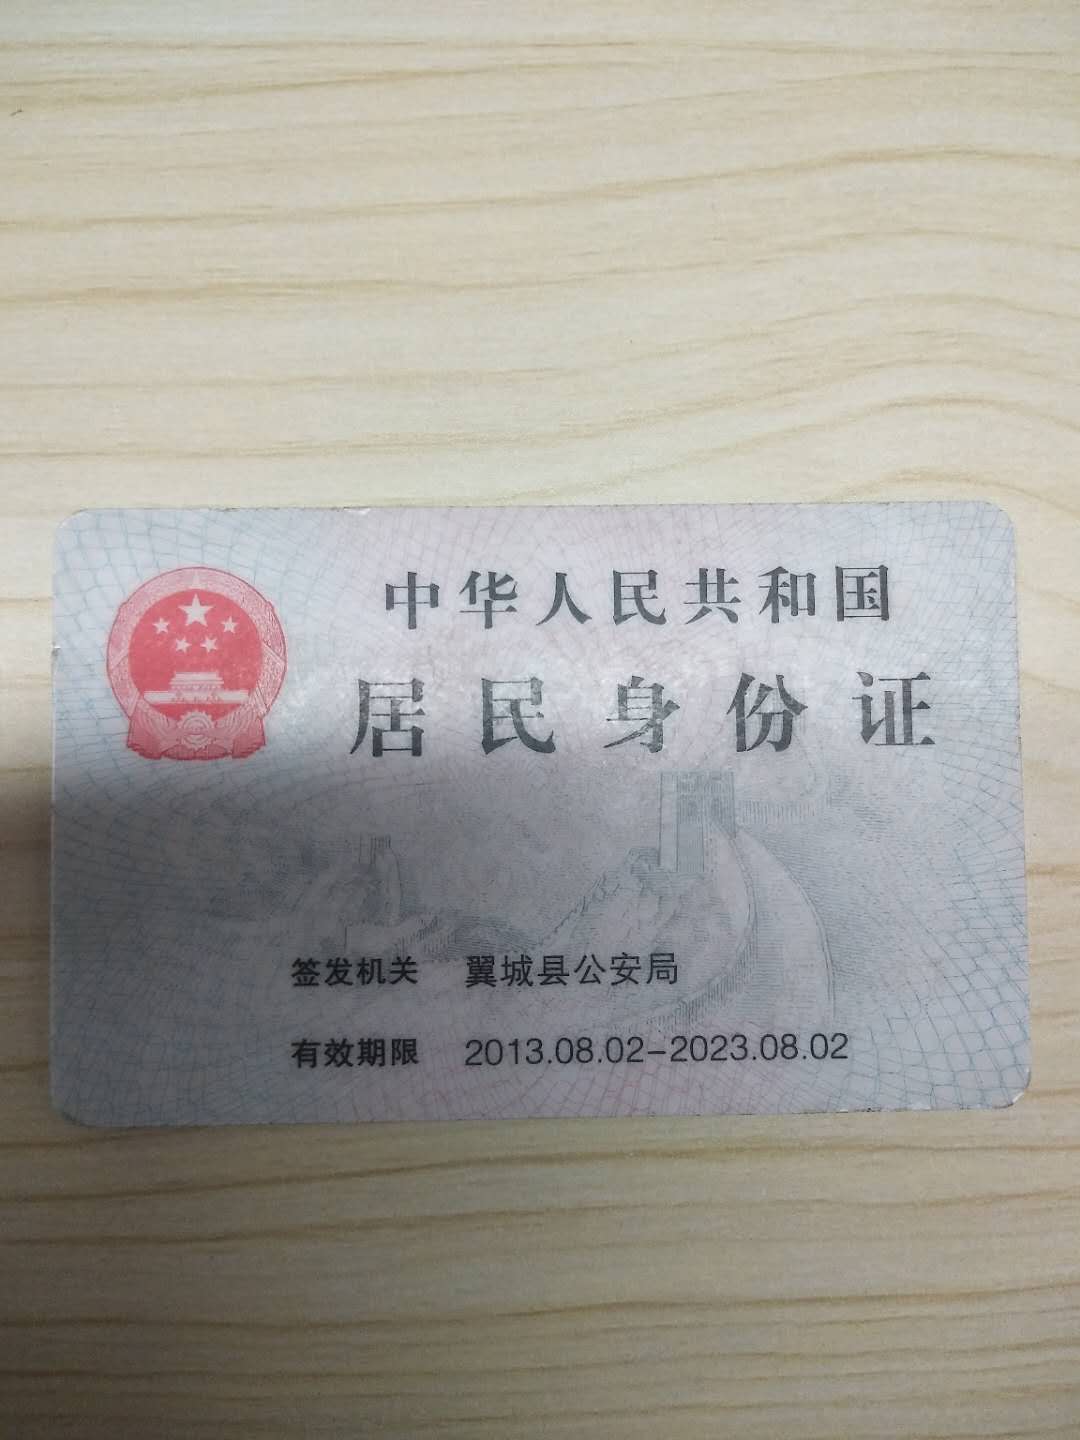 中华人民共和国
居民身份证
签发机关 翼城县公安局
有效期限 2013.08.02-2023.08.02